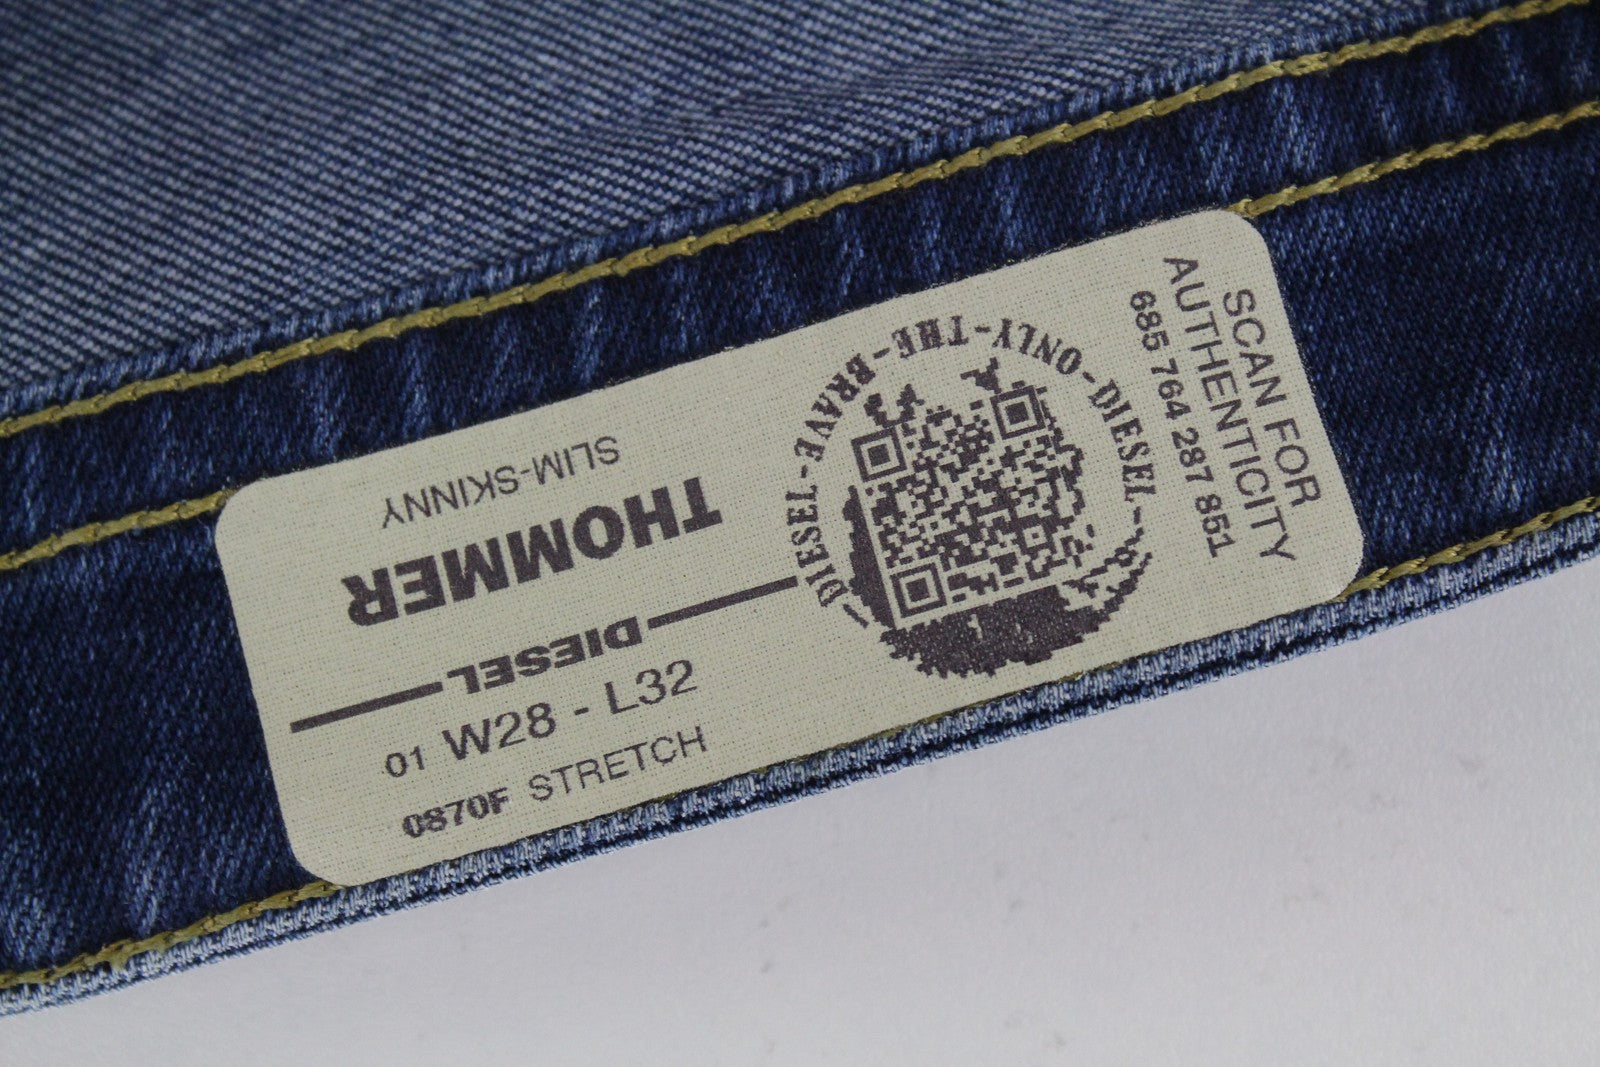 SLIM-SKINNY
THOMMER
DIESEL
01 W28 - L32
0870F STRETCH
DIESEL-BRAVE-THE-ONLY-DIESEL
SCAN FOR
AUTHENTICITY
685 764 287 851